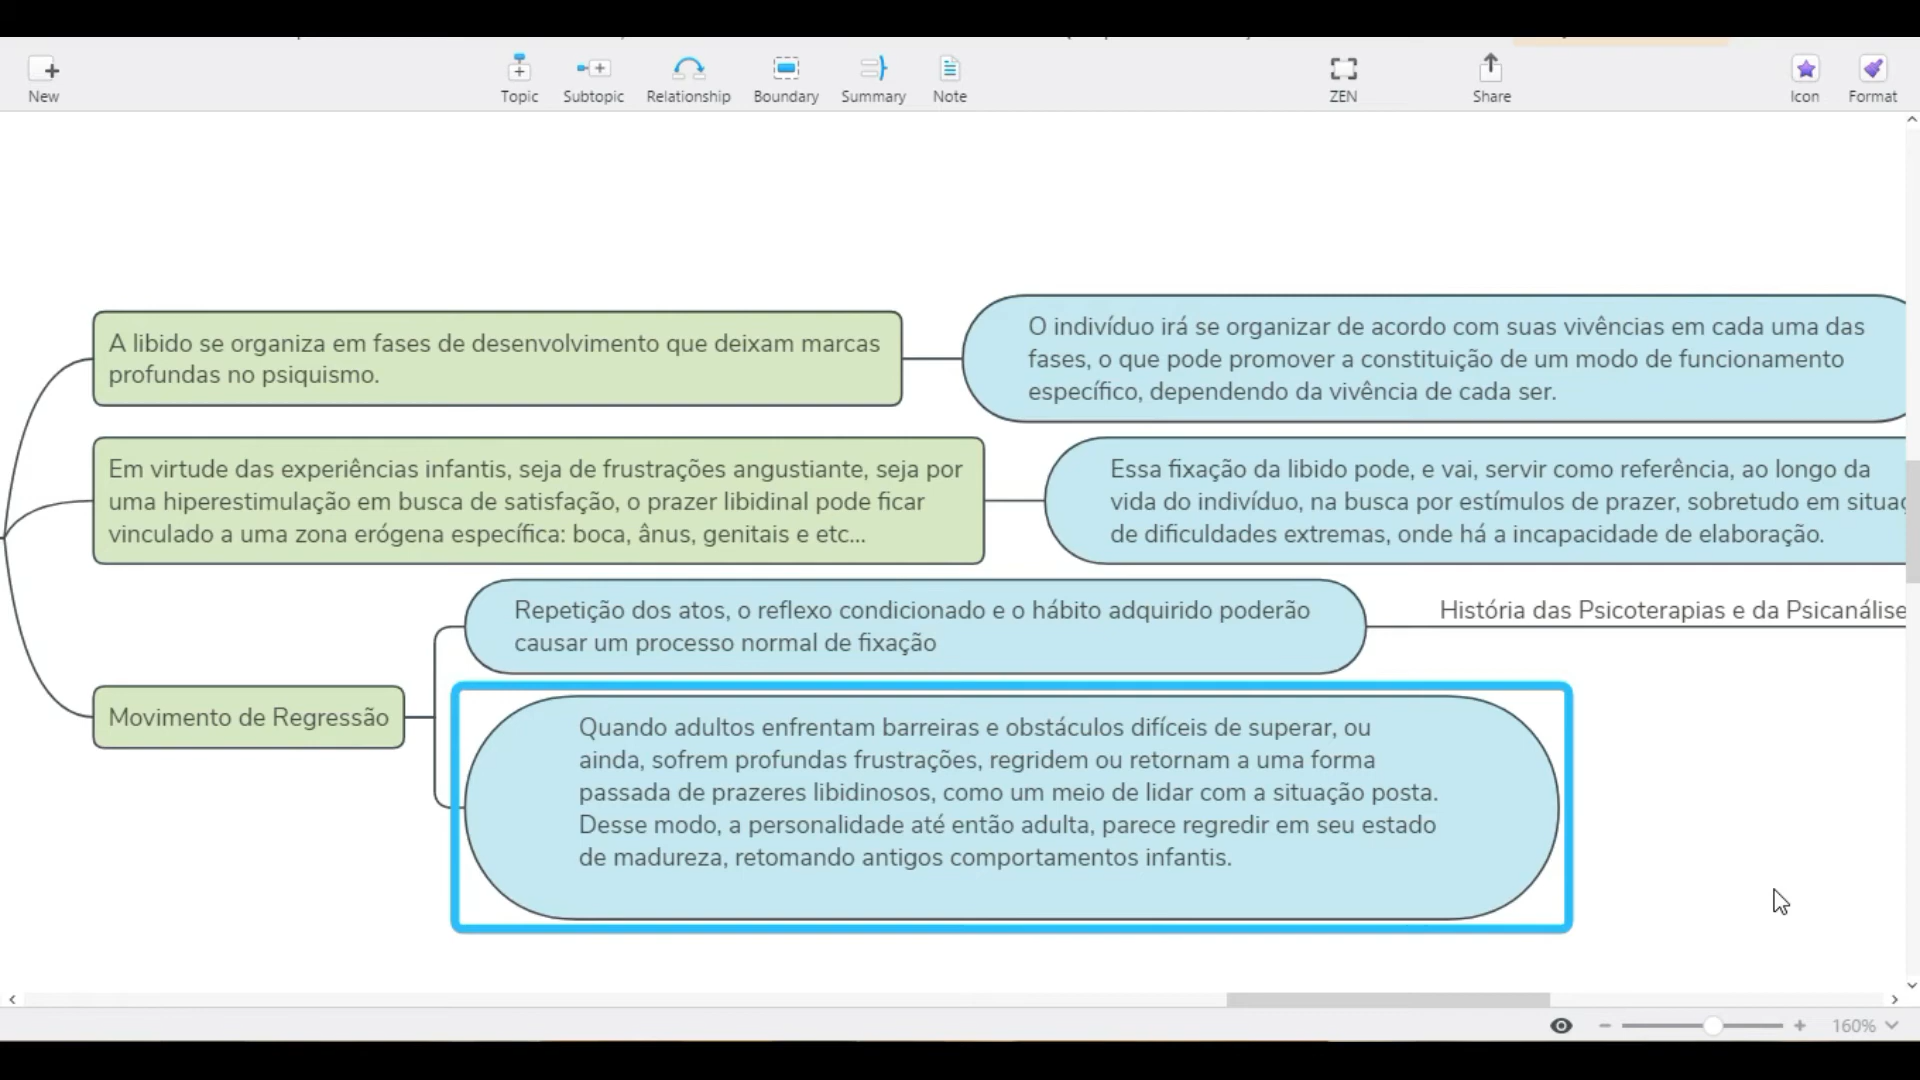 New
Topic
Subtopic
Relationship
Boundary
Summary
Note
ZEN
Share
Icon
Format
A libido se organiza em fases de desenvolvimento que deixam marcas
profundas no psiquismo.
O indivíduo irá se organizar de acordo com suas vivências em cada uma das
fases, o que pode promover a constituição de um modo de funcionamento
específico, dependendo da vivência de cada ser.
Em virtude das experiências infantis, seja de frustrações angustiante, seja por
uma hiperestimulação em busca de satisfação, o prazer libidinal pode ficar
vinculado a uma zona erógena específica: boca, ânus, genitais e etc...
Essa fixação da libido pode, e vai, servir como referência, ao longo da
vida do indivíduo, na busca por estímulos de prazer, sobretudo em
de dificuldades extremas, onde há a incapacidade de elaboração.
Repetição dos atos, o reflexo condicionado e o hábito adquirido poderão
causar um processo normal de fixação
História das Psicoterapias e da Psicanálise
Movimento de Regressão
Quando adultos enfrentam barreiras e obstáculos difíceis de superar, ou
ainda, sofrem profundas frustrações, regridem ou retornam a uma forma
passada de prazeres libidinosos, como um meio de lidar com a situação posta.
Desse modo, a personalidade até então adulta, parece regredir em seu estado
de madureza, retomando antigos comportamentos infantis.
160%